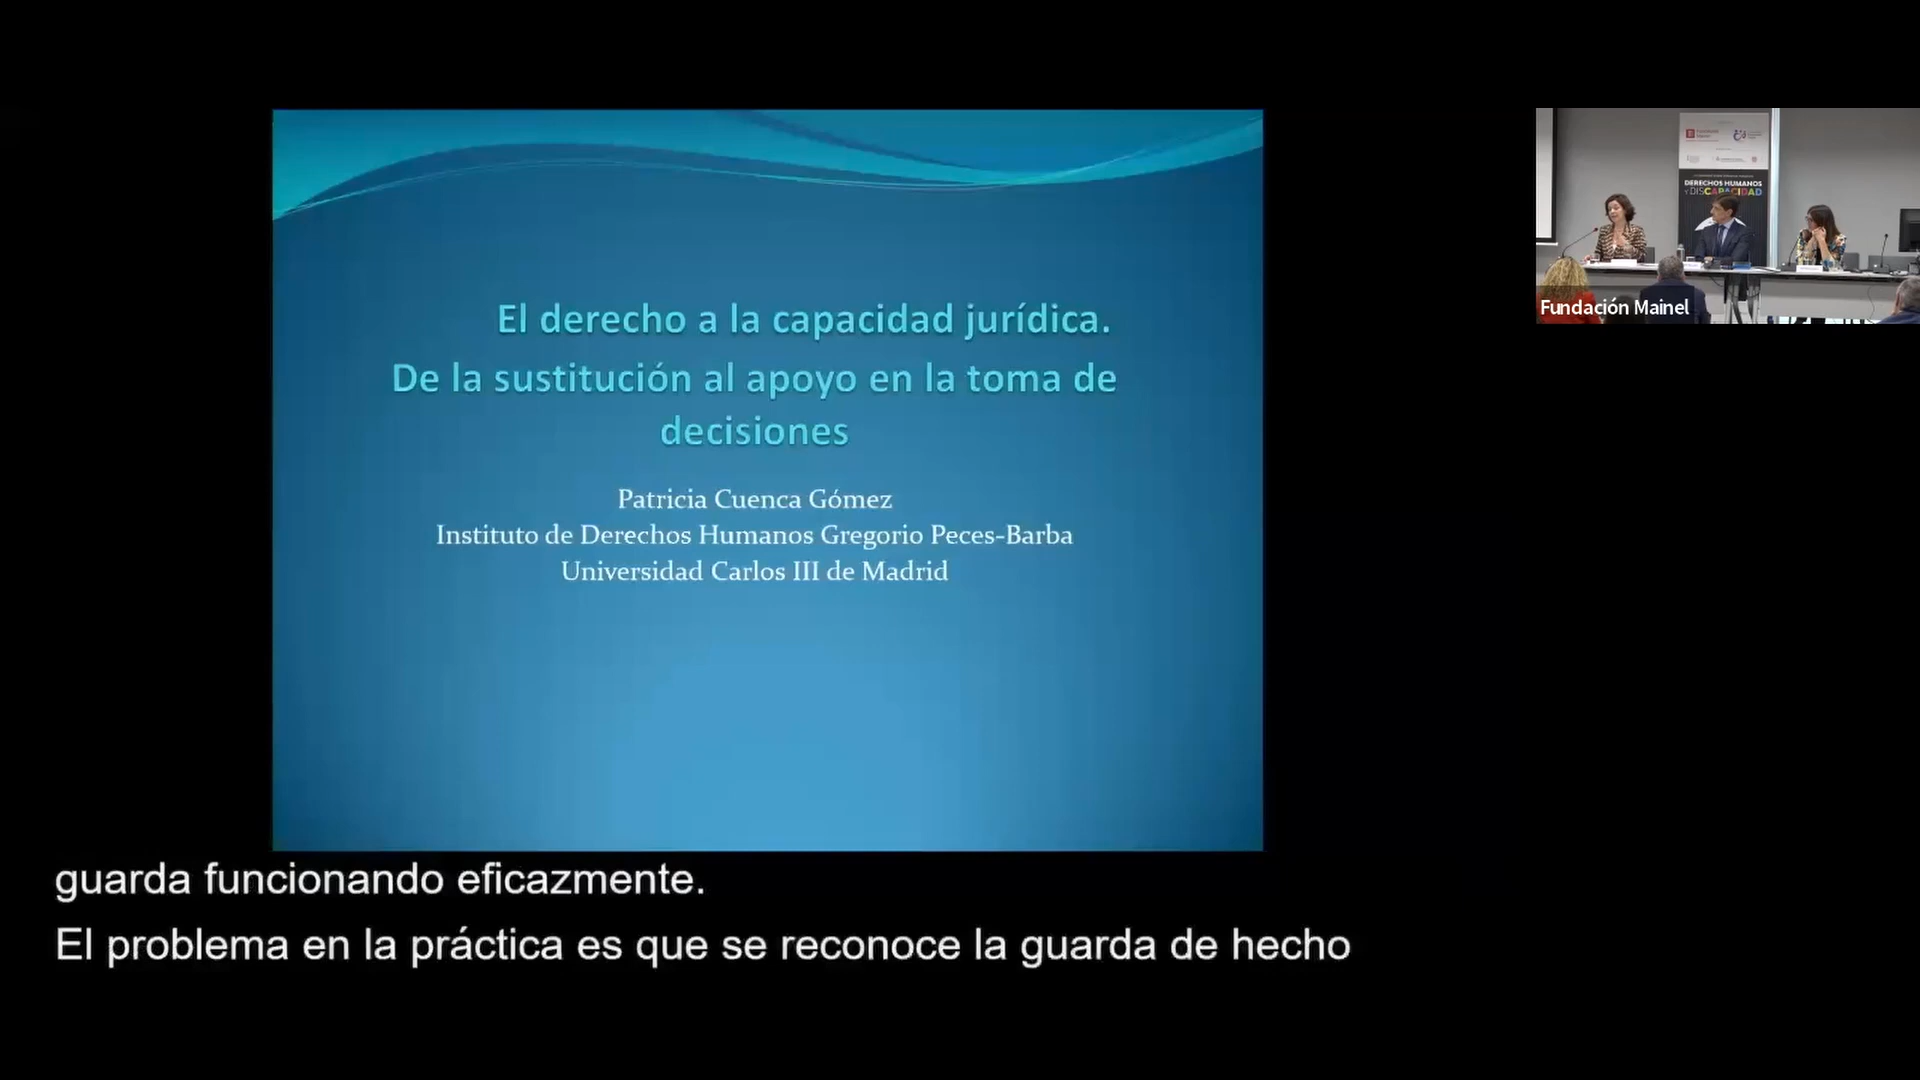 El derecho a la capacidad jurídica.
De la sustitución al apoyo en la toma de
decisiones
Patricia Cuenca Gómez
Instituto de Derechos Humanos Gregorio Peces-Barba
Universidad Carlos III de Madrid
DERECHOS HUMANOS
Y DISCAPACIDAD
Fundación Mainel
guarda funcionando eficazmente.
El problema en la práctica es que se reconoce la guarda de hecho